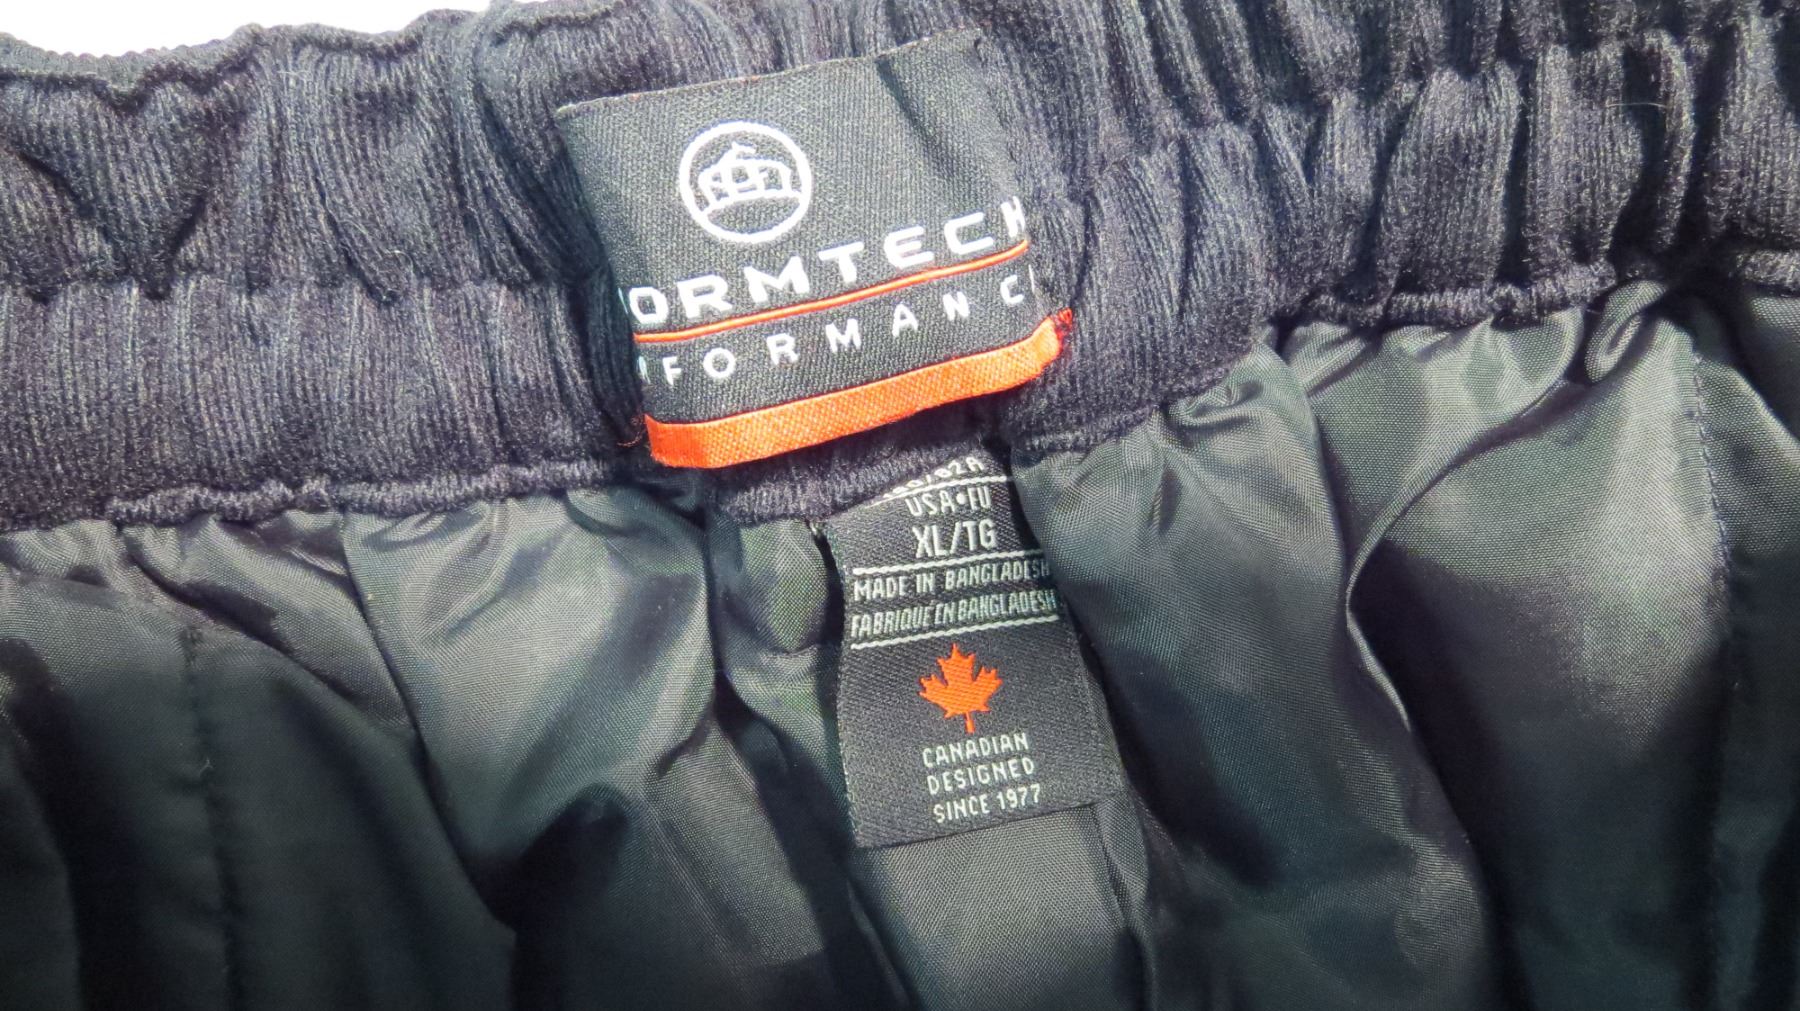 ORMTECH
FORMANC
USA•EU
XL/TG
MADE IN BANGLADESH
FABRIQUE EN BANGLADESH
CANADIAN
DESIGNED
SINCE 1977